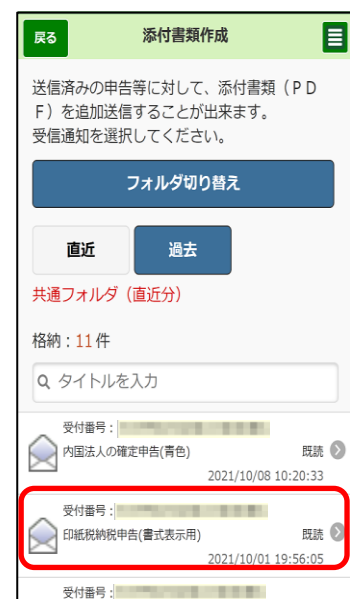 戻る
添付書類作成
送信済みの申告等に対して、添付書類（ＰＤ
Ｆ）を追加送信することが出来ます。
受信通知を選択してください。
フォルダ切り替え
直近
過去
共通フォルダ（直近分）
格納：11件
タイトルを入力
受付番号：
内国法人の確定申告(青色)
既読
2021/10/08 10:20:33
受付番号：
印紙税納税申告(書式表示用)
既読
2021/10/01 19:56:05
受付番号：